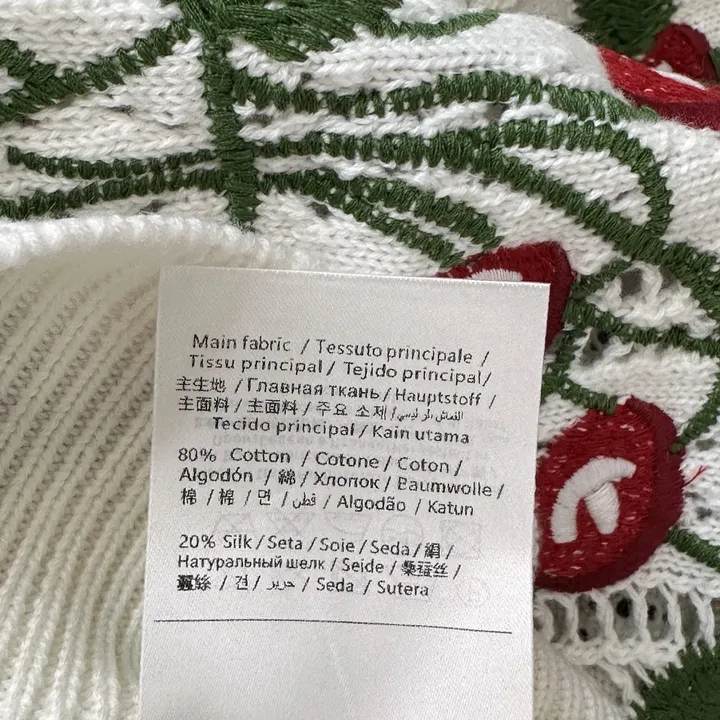 Main fabric / Tessuto principale /
Tissu principal / Tejido principal /
主生地 / Главная ткань / Hauptstoff /
主面料 / 主面料 / 주요 소재 /
Tecido principal / Kain utama
80% Cotton / Cotone / Coton /
Algodón / 綿 / Хлопок / Baumwolle /
棉 / 棉 / 면 / قطن / Algodão / Katun
20% Silk / Seta / Soie / Seda / 絹 /
Натуральный шелк / Seide / 桑蚕丝 /
蠶絲 / 견 / حرير / Seda / Sutera